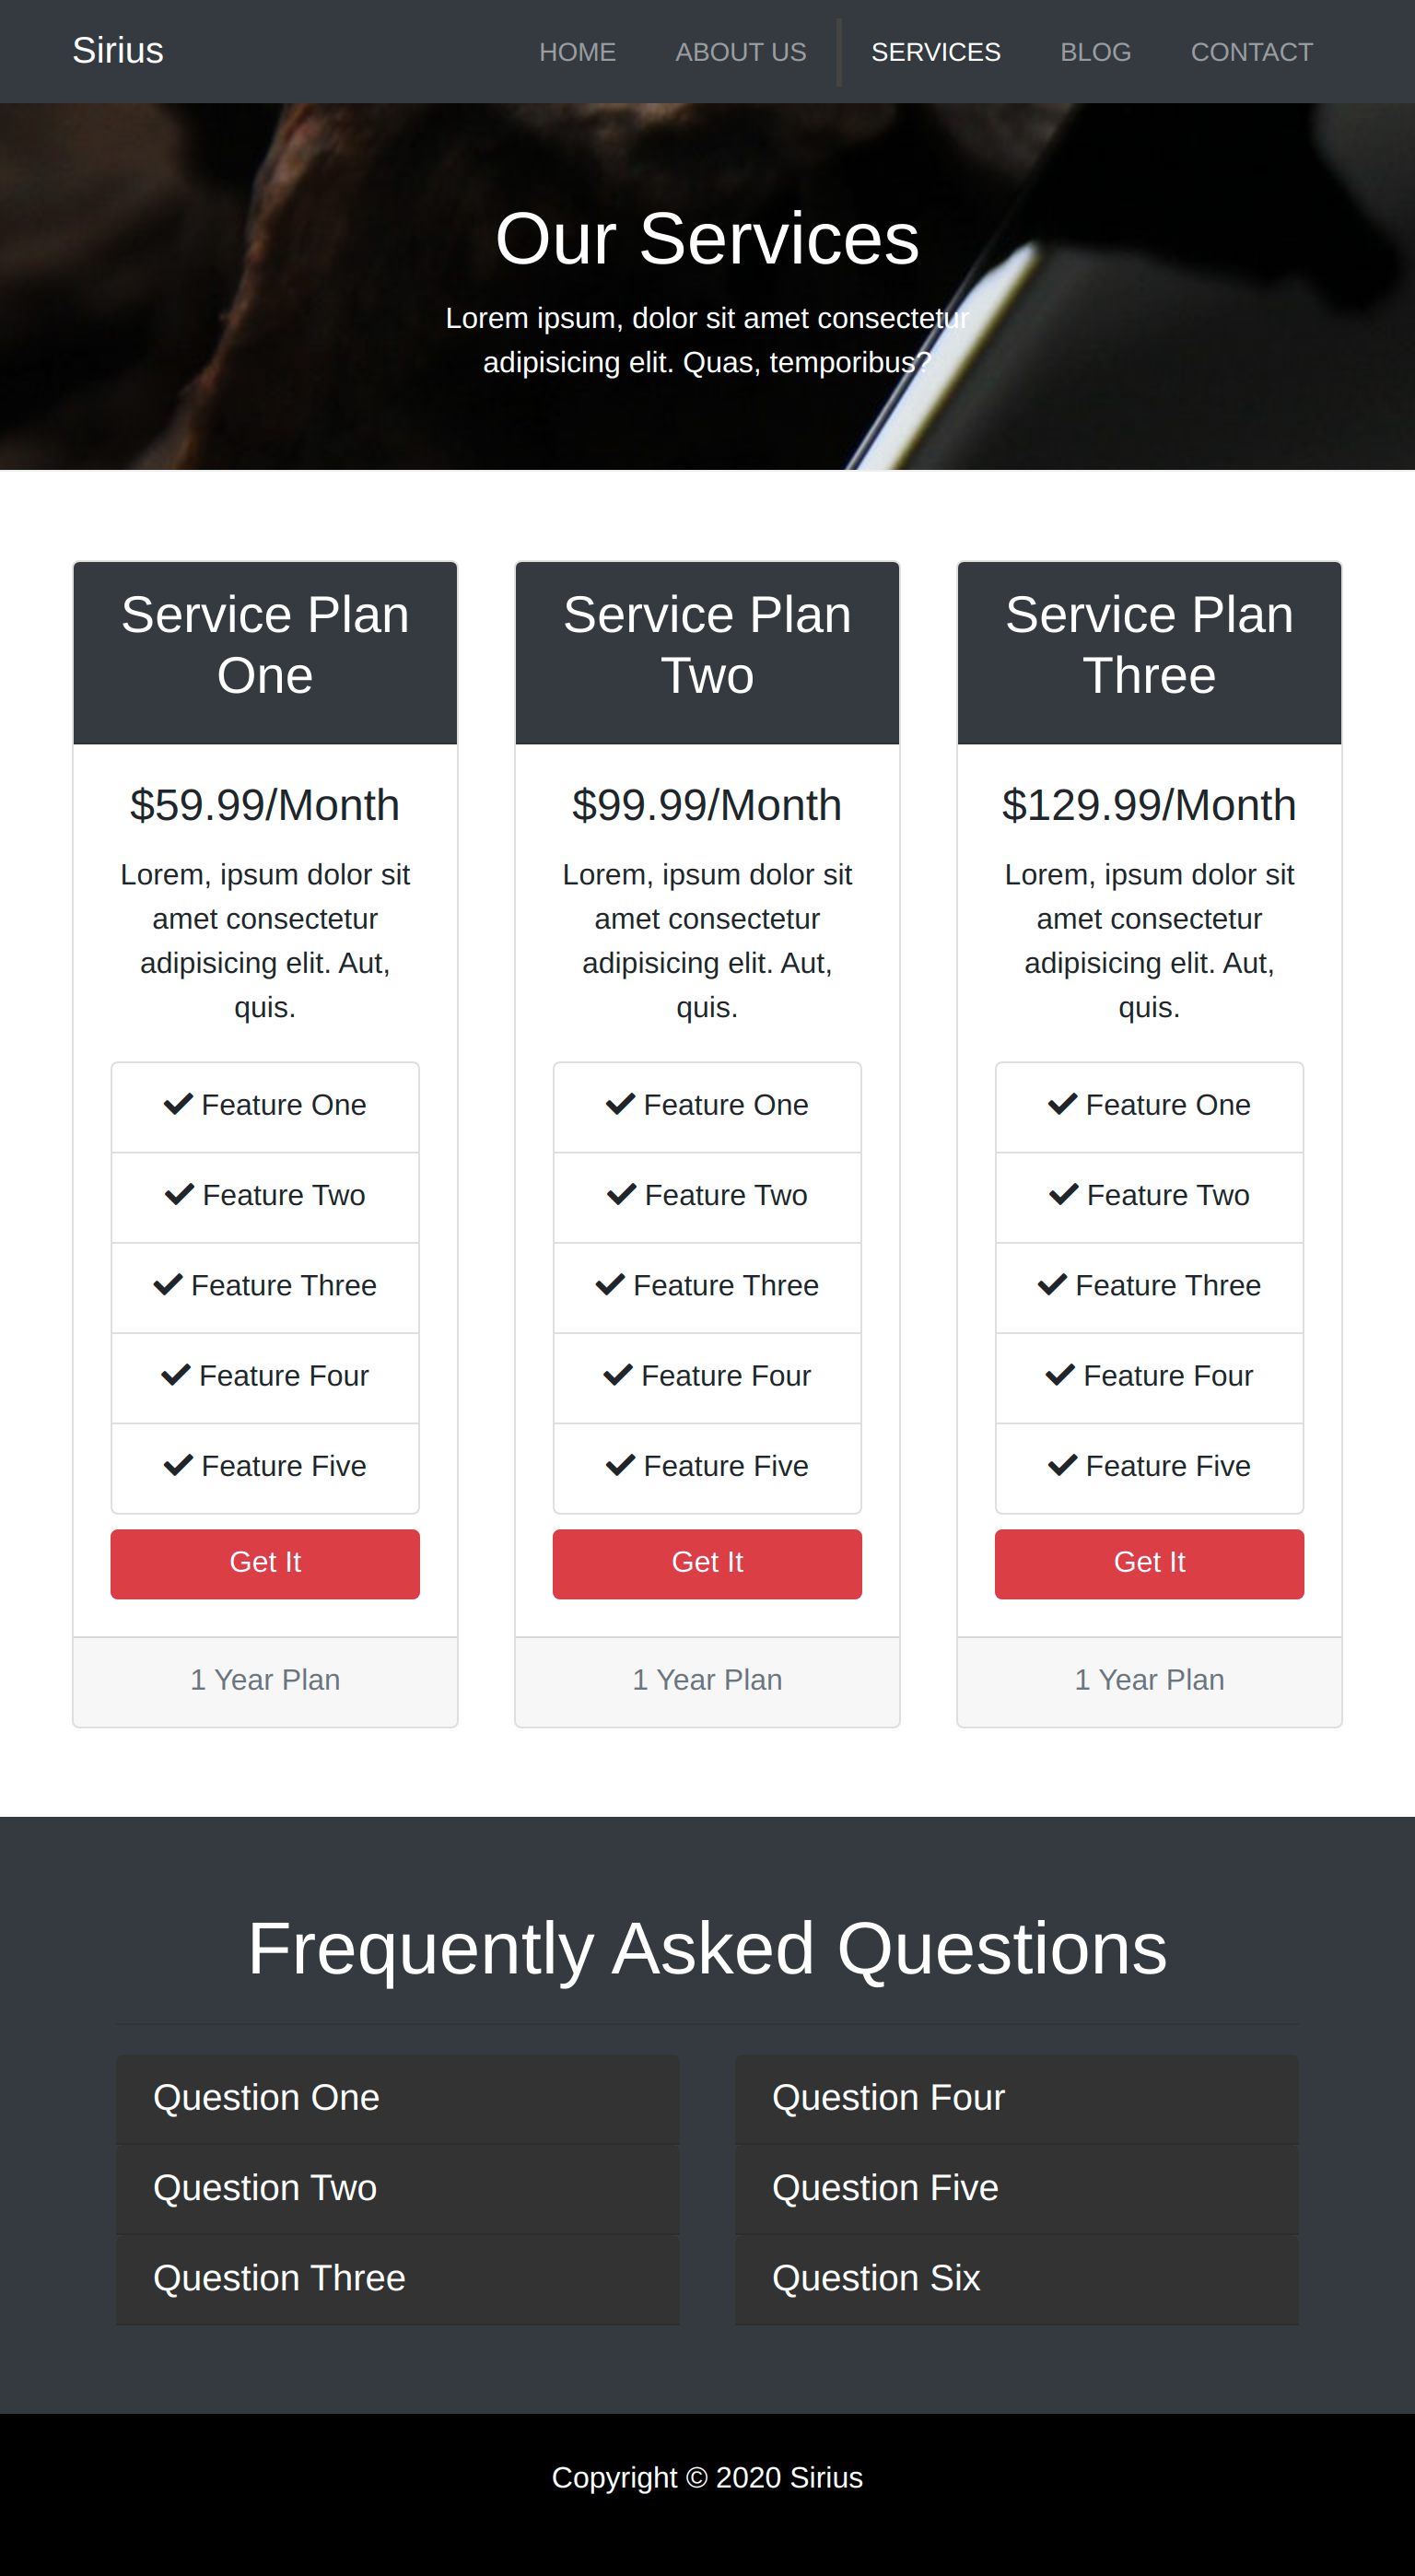 Sirius
HOME ABOUT US SERVICES BLOG CONTACT
Our Services
Lorem ipsum, dolor sit amet consectetur
adipisicing elit. Quas, temporibus?
Service Plan
One
$59.99/Month
Lorem, ipsum dolor sit
amet consectetur
adipisicing elit. Aut,
quis.
Feature One
Feature Two
Feature Three
Feature Four
Feature Five
Get It
1 Year Plan
Service Plan
Two
$99.99/Month
Lorem, ipsum dolor sit
amet consectetur
adipisicing elit. Aut,
quis.
Feature One
Feature Two
Feature Three
Feature Four
Feature Five
Get It
1 Year Plan
Service Plan
Three
$129.99/Month
Lorem, ipsum dolor sit
amet consectetur
adipisicing elit. Aut,
quis.
Feature One
Feature Two
Feature Three
Feature Four
Feature Five
Get It
1 Year Plan
Frequently Asked Questions
Question One
Question Two
Question Three
Question Four
Question Five
Question Six
Copyright © 2020 Sirius